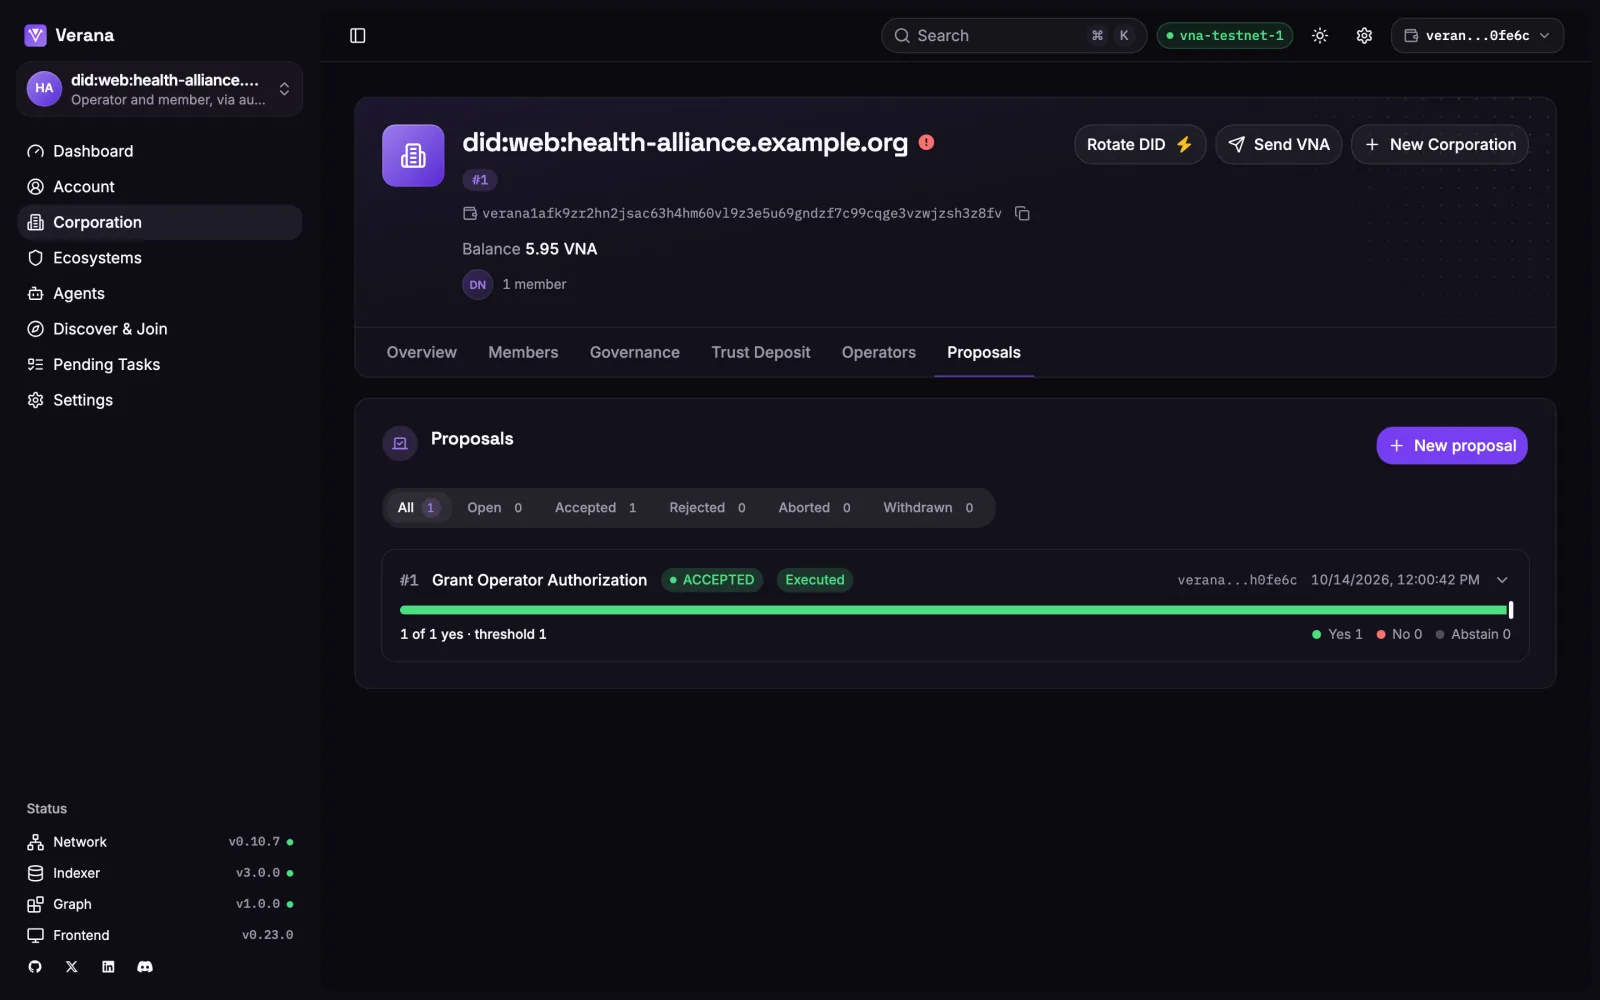 Verana
HA
did:web:health-alliance....
Operator and member, via au...
Dashboard
Account
Corporation
Ecosystems
Agents
Discover & Join
Pending Tasks
Settings
Status
Network v0.10.7
Indexer v3.0.0
Graph v1.0.0
Frontend v0.23.0
Search ⌘ K
vna-testnet-1
veran...0fe6c
did:web:health-alliance.example.org
Rotate DID
Send VNA
+ New Corporation
#1
verana1afk9zr2hn2jsac63h4hm60vl9z3e5u69gndzf7c99cqge3vzwjzsh3z8fv
Balance 5.95 VNA
DN 1 member
Overview Members Governance Trust Deposit Operators Proposals
Proposals
+ New proposal
All 1 Open 0 Accepted 1 Rejected 0 Aborted 0 Withdrawn 0
#1 Grant Operator Authorization ACCEPTED Executed verana...h0fe6c 10/14/2026, 12:00:42 PM
1 of 1 yes · threshold 1 Yes 1 No 0 Abstain 0